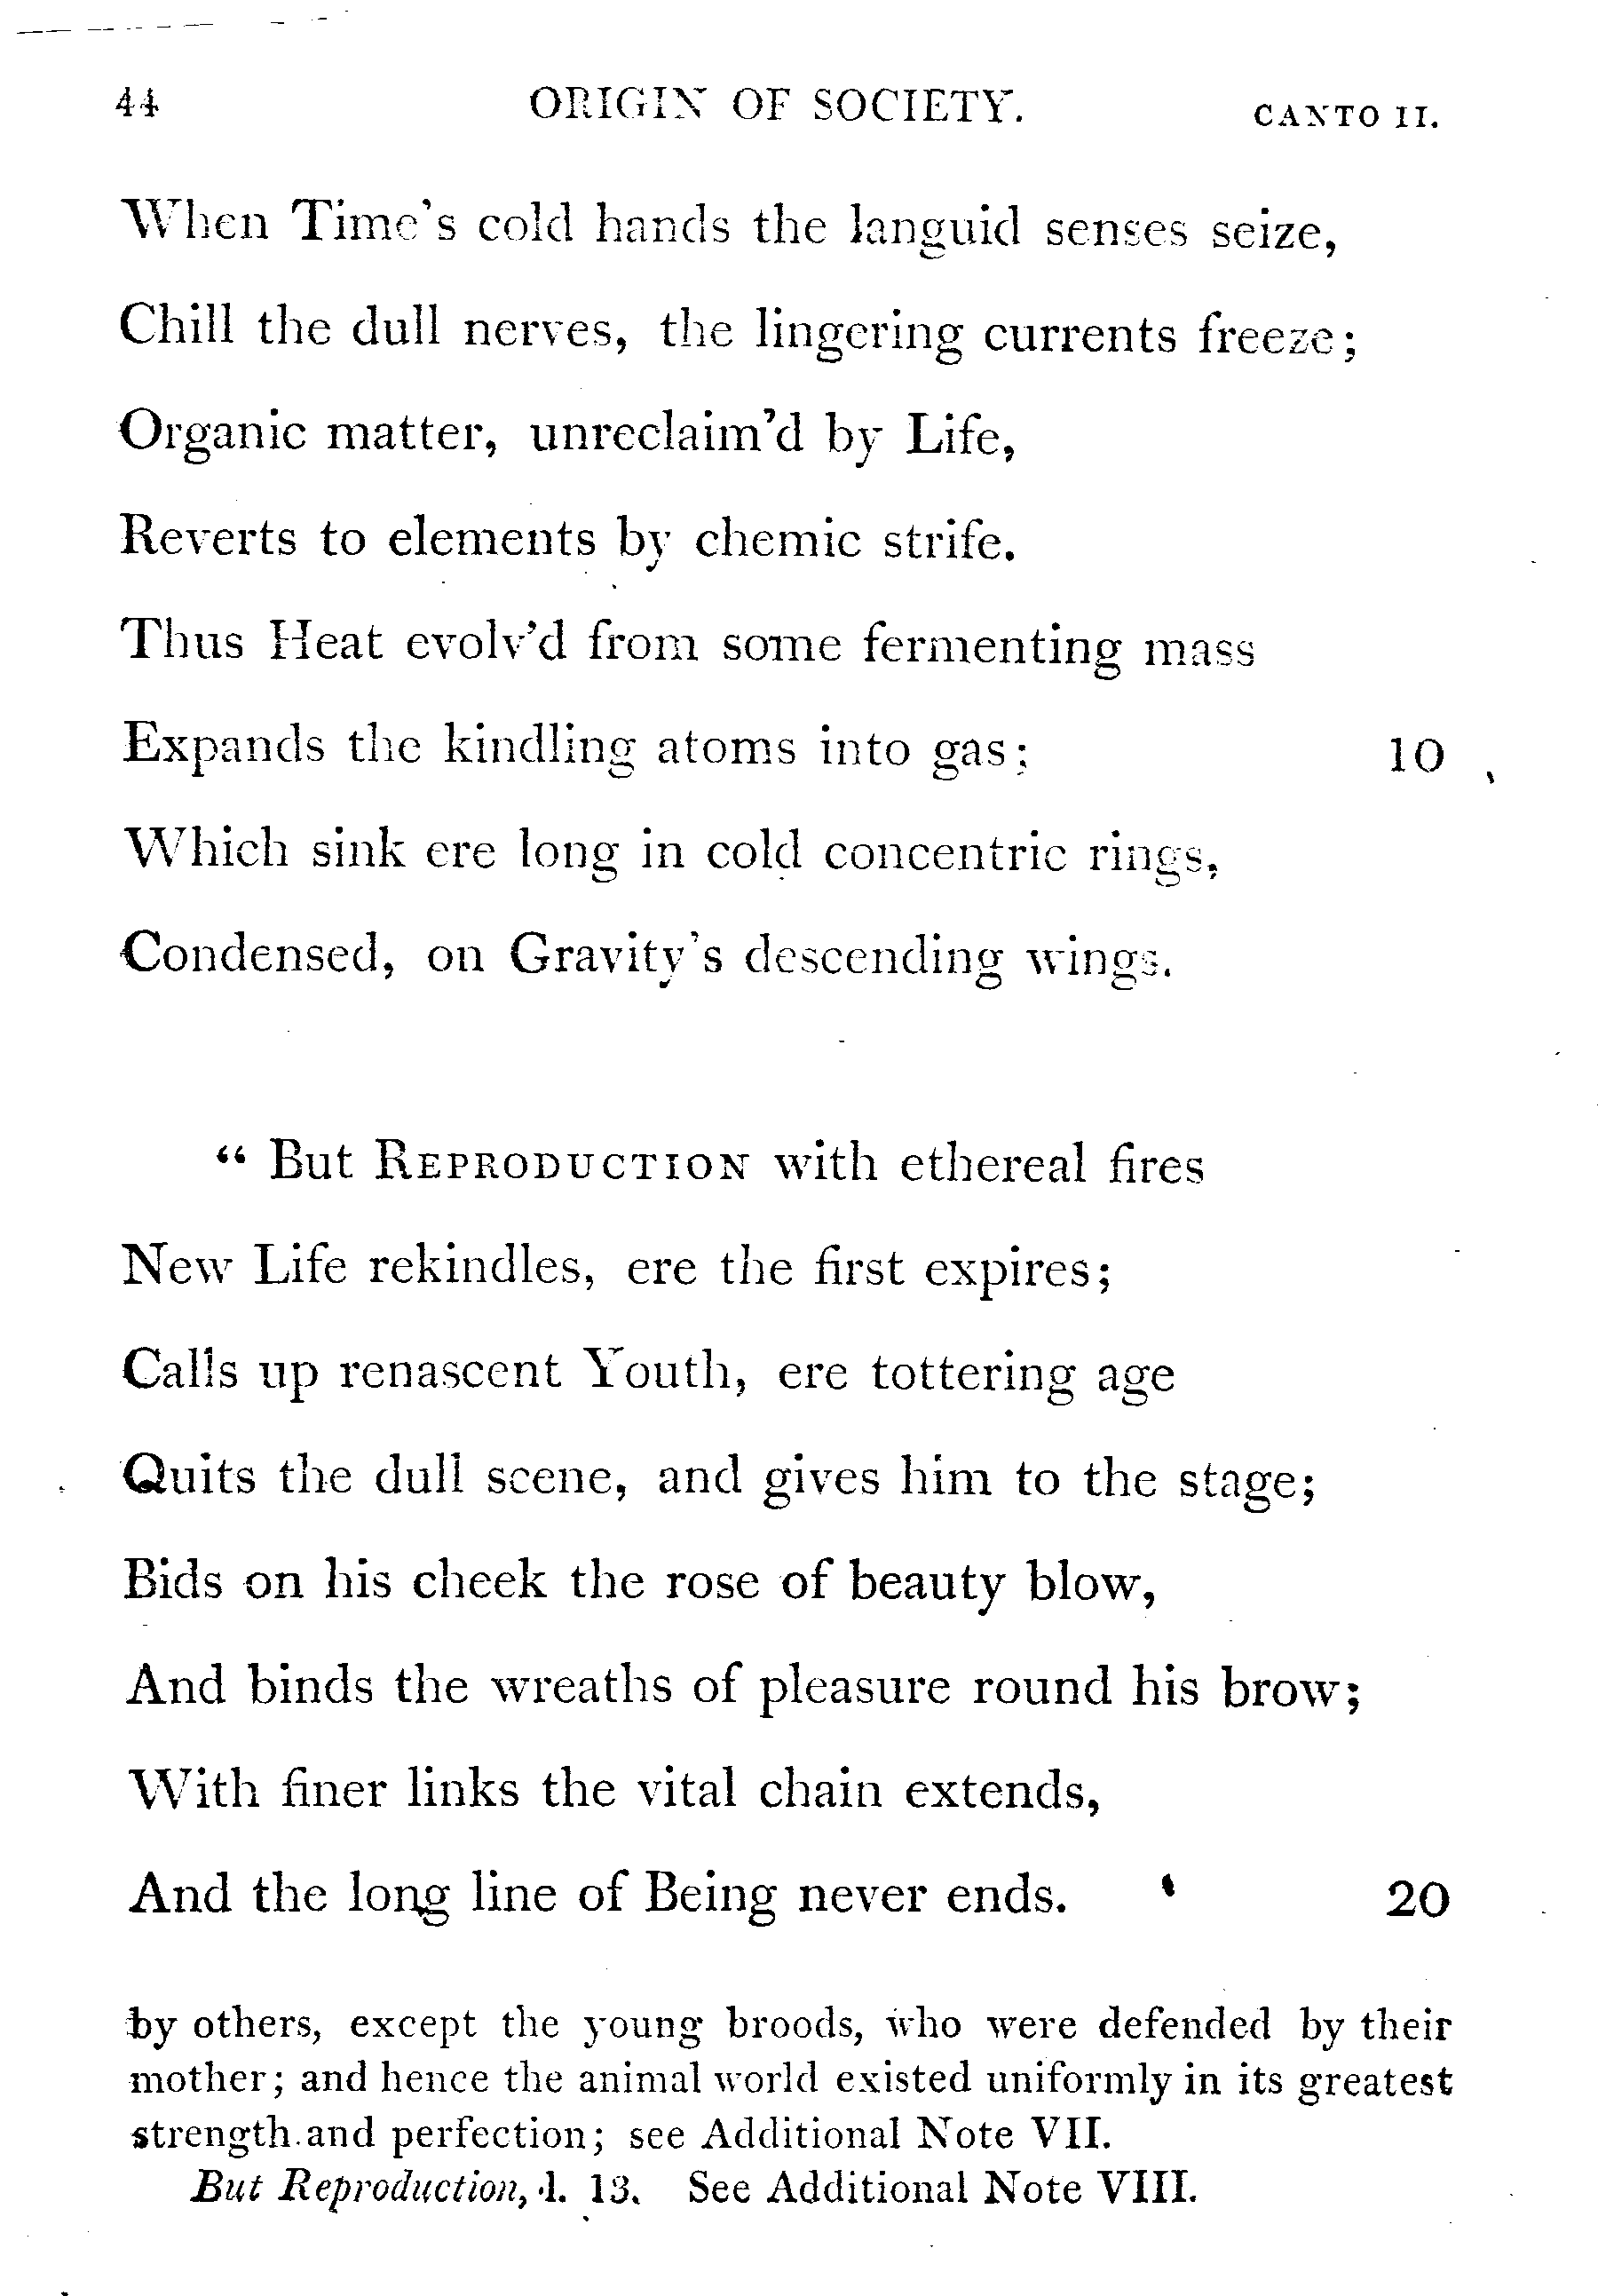 44 ORIGIN OF SOCIETY. CANTO II.
When Time's cold hands the languid senses seize,
Chill the dull nerves, the lingering currents freeze;
Organic matter, unreclaim'd by Life,
Reverts to elements by chemic strife.
Thus Heat evolv'd from some fermenting mass
Expands the kindling atoms into gas; 10
Which sink ere long in cold concentric rings,
Condensed, on Gravity's descending wings.
“ But REPRODUCTION with ethereal fires
New Life rekindles, ere the first expires;
Calls up renascent Youth, ere tottering age
Quits the dull scene, and gives him to the stage;
Bids on his cheek the rose of beauty blow,
And binds the wreaths of pleasure round his brow;
With finer links the vital chain extends,
And the long line of Being never ends. 20
by others, except the young broods, who were defended by their
mother; and hence the animal world existed uniformly in its greatest
strength and perfection; see Additional Note VII.
But Reproduction, l. 13. See Additional Note VIII.